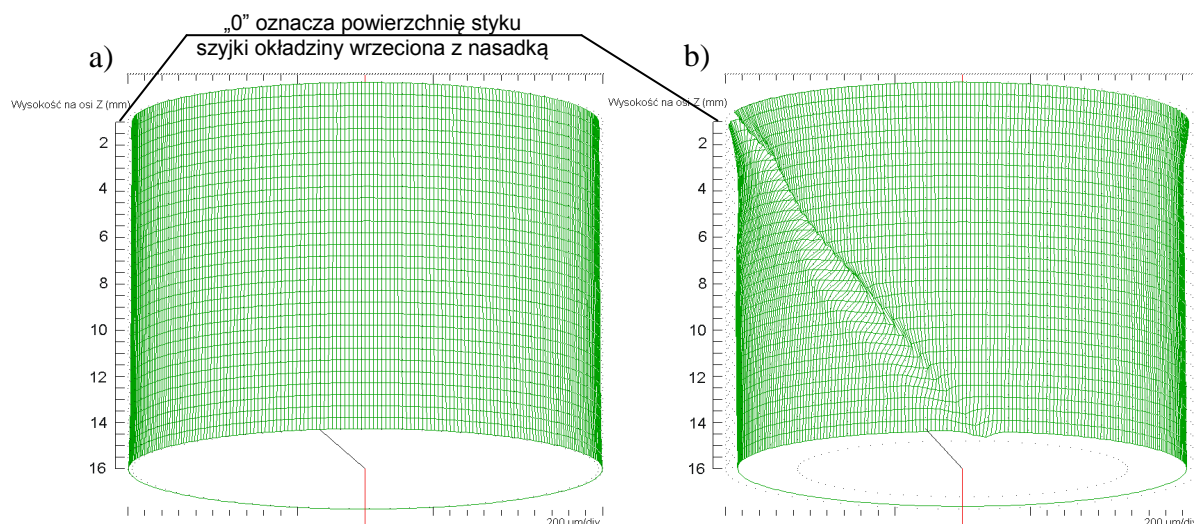 „0” oznacza powierzchnię styku
szyjki okładziny wrzeciona z nasadką
a)
b)
Wysokość na osi Z (mm)
2
4
6
8
10
12
14
16
200 µm/div
Wysokość na osi Z (mm)
2
4
6
8
10
12
14
16
200 µm/div